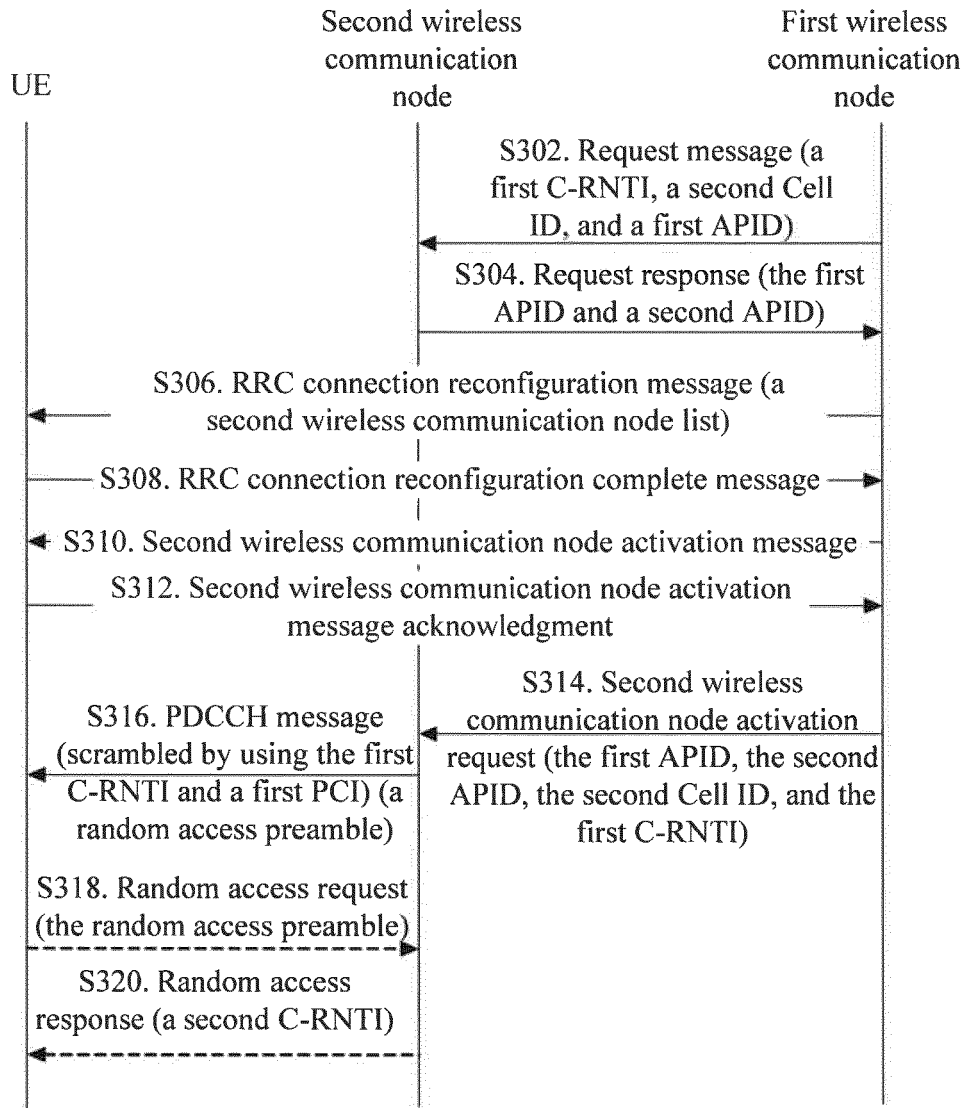 UE
Second wireless
communication
node
First wireless
communication
node
S302. Request message (a
first C-RNTI, a second Cell
ID, and a first APID)
S304. Request response (the first
APID and a second APID)
S306. RRC connection reconfiguration message (a
second wireless communication node list)
S308. RRC connection reconfiguration complete message
S310. Second wireless communication node activation message
S312. Second wireless communication node activation
message acknowledgment
S314. Second wireless
communication node activation
request (the first APID, the second
APID, the second Cell ID, and the
first C-RNTI)
S316. PDCCH message
(scrambled by using the first
C-RNTI and a first PCI) (a
random access preamble)
S318. Random access request
(the random access preamble)
S320. Random access
response (a second C-RNTI)